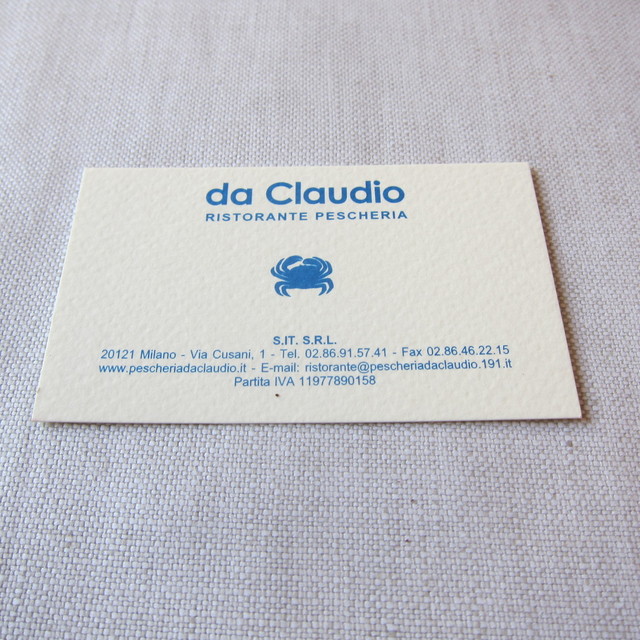 da Claudio
RISTORANTE PESCHERIA
S.IT. S.R.L.
20121 Milano - Via Cusani, 1 - Tel. 02.86.91.57.41 - Fax 02.86.46.22.15
www.pescheriadaclaudio.it - E-mail: ristorante@pescheriadaclaudio.191.it
Partita IVA 11977890158